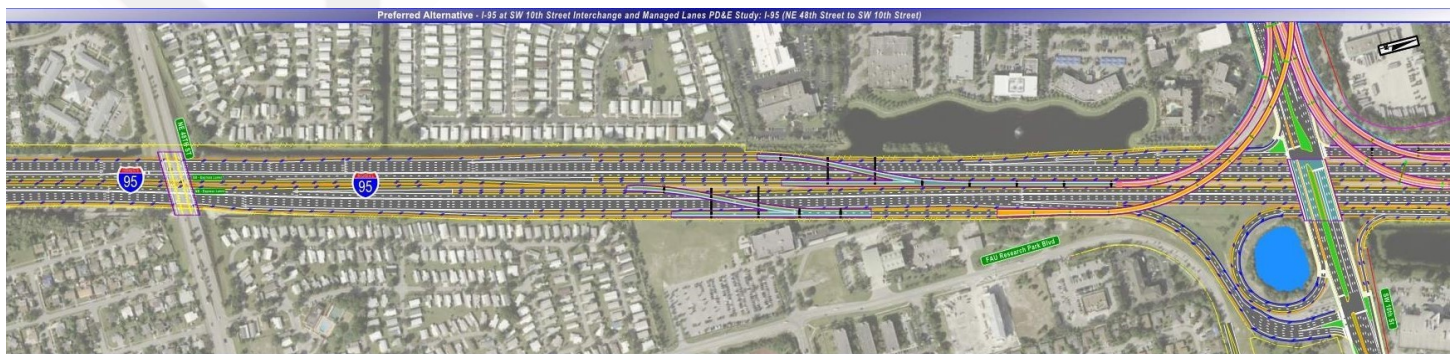 Preferred Alternative - I-95 at SW 10th Street Interchange and Managed Lanes PD&E Study: I-95 (NE 48th Street to SW 10th Street)
NE 48TH ST
95
95
FAU Research Park Blvd
SW 10th St